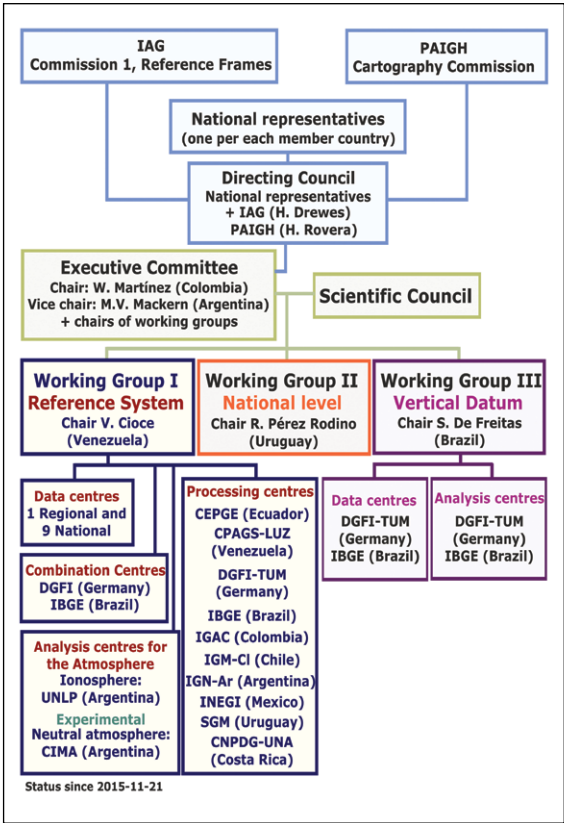 IAG
Commission 1, Reference Frames
PAIGH
Cartography Commission
National representatives
(one per each member country)
Directing Council
National representatives
+ IAG (H. Drewes)
PAIGH (H. Rovera)
Executive Committee
Chair: W. Martínez (Colombia)
Vice chair: M.V. Mackern (Argentina)
+ chairs of working groups
Scientific Council
Working Group I
Reference System
Chair V. Cioce
(Venezuela)
Working Group II
National level
Chair R. Pérez Rodino
(Uruguay)
Working Group III
Vertical Datum
Chair S. De Freitas
(Brazil)
Data centres
1 Regional and
9 National
Combination Centres
DGFI (Germany)
IBGE (Brazil)
Analysis centres for
the Atmosphere
Ionosphere:
UNLP (Argentina)
Experimental
Neutral atmosphere:
CIMA (Argentina)
Processing centres
CEPGE (Ecuador)
CPAGS-LUZ
(Venezuela)
DGFI-TUM
(Germany)
IBGE (Brazil)
IGAC (Colombia)
IGM-Cl (Chile)
IGN-Ar (Argentina)
INEGI (Mexico)
SGM (Uruguay)
CNPDG-UNA
(Costa Rica)
Data centres
DGFI-TUM
(Germany)
IBGE (Brazil)
Analysis centres
DGFI-TUM
(Germany)
IBGE (Brazil)
Status since 2015-11-21